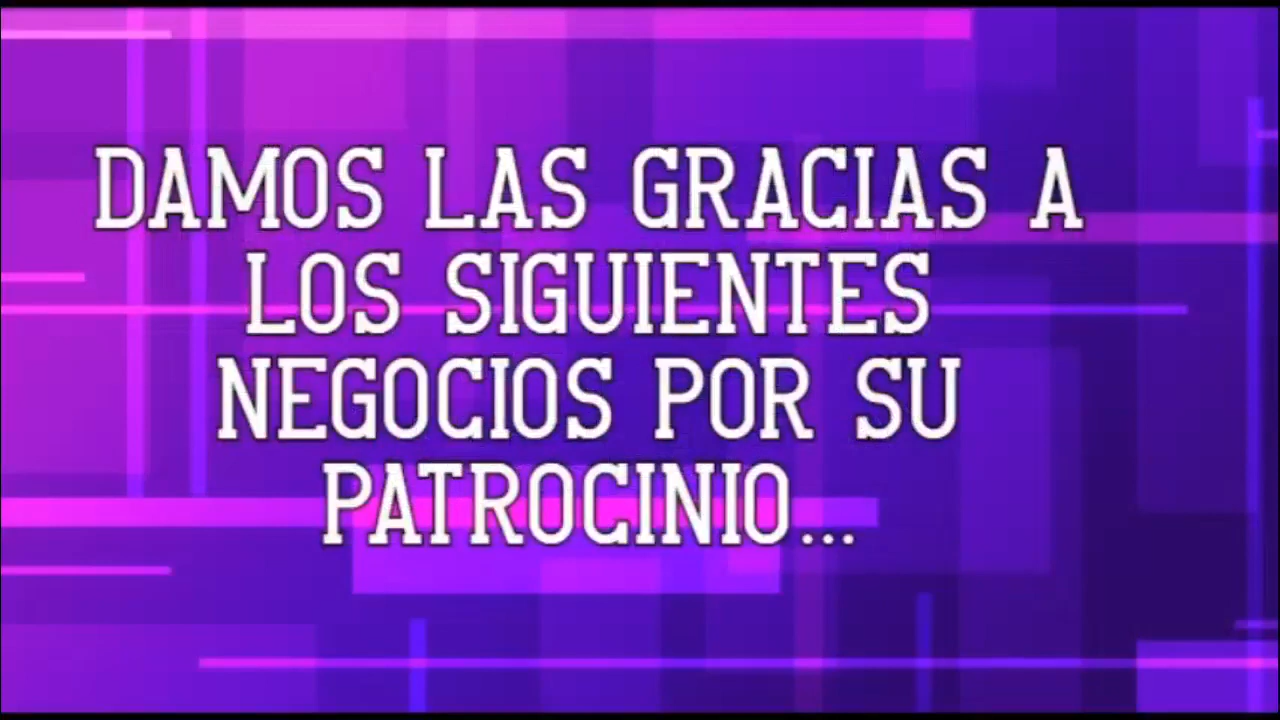 DAMOS LAS GRACIAS A
LOS SIGUIENTES
NEGOCIOS POR SU
PATROCINIO...